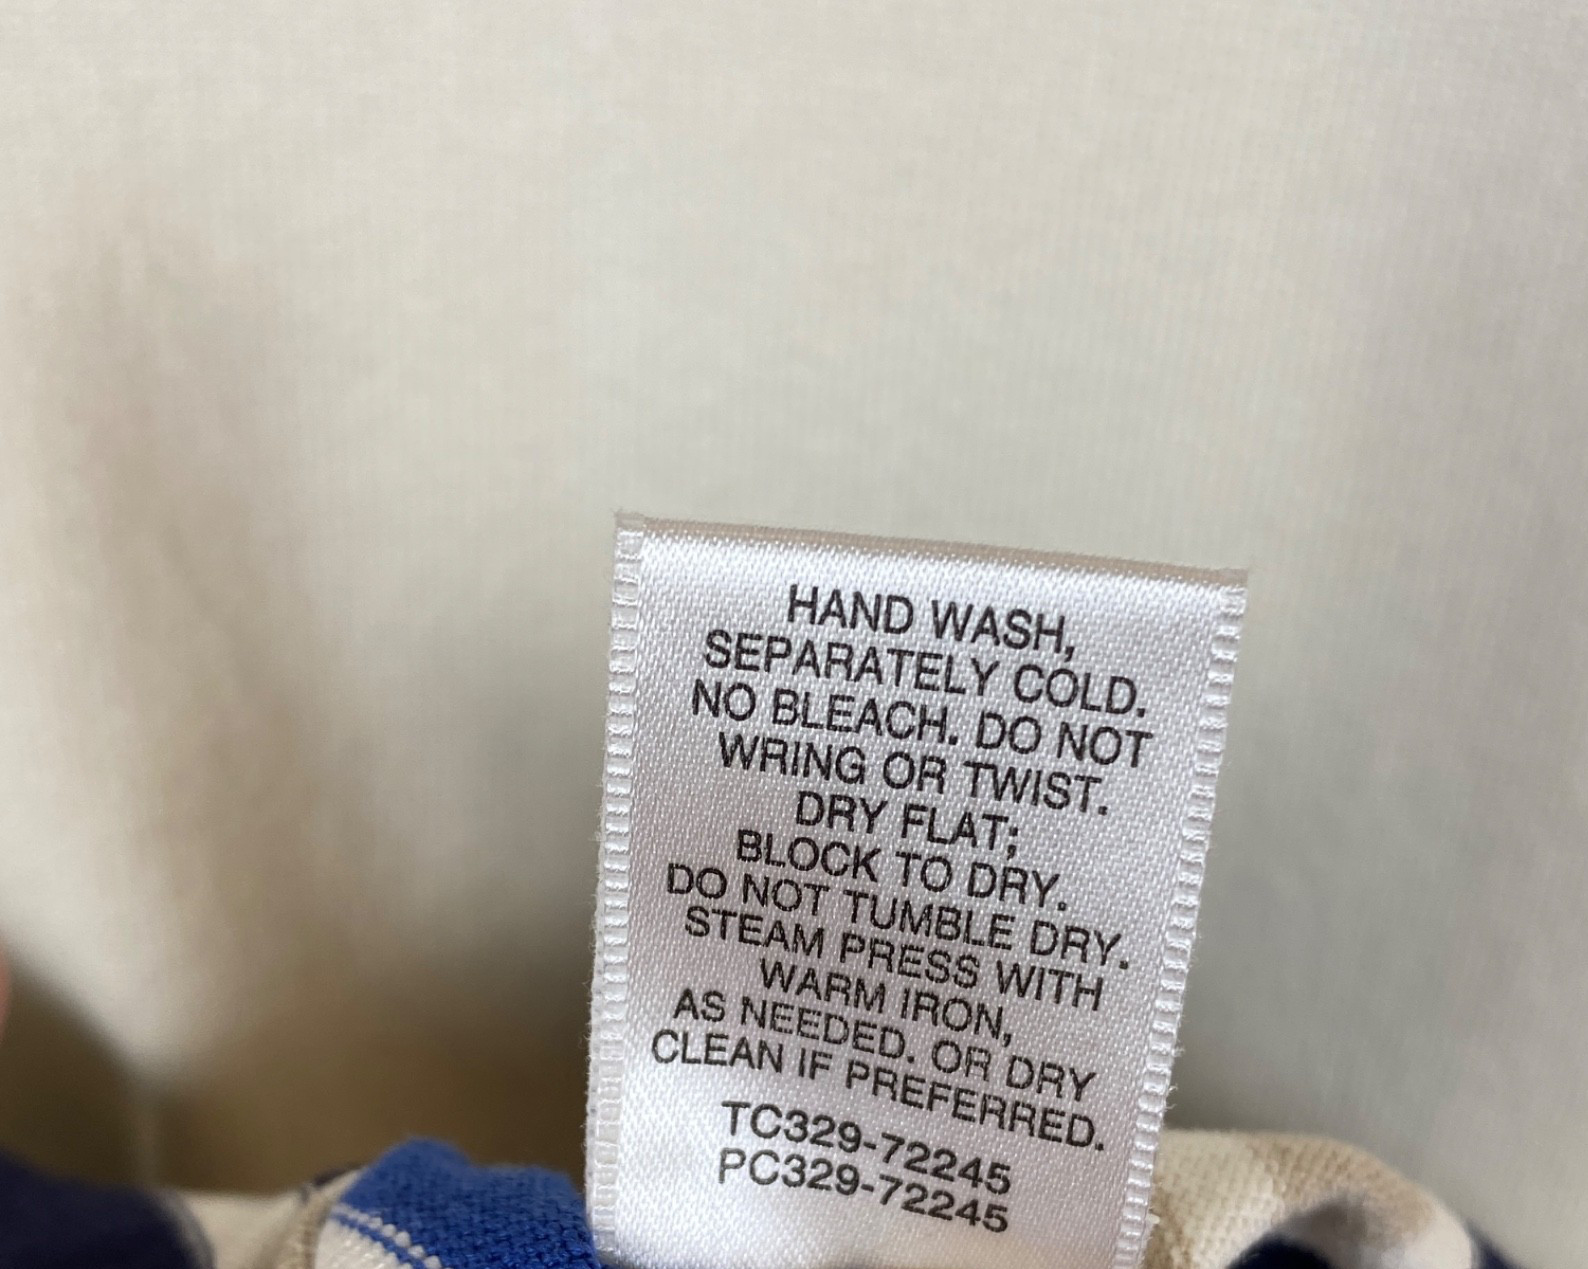 HAND WASH,
SEPARATELY COLD.
NO BLEACH. DO NOT
WRING OR TWIST.
DRY FLAT;
BLOCK TO DRY.
DO NOT TUMBLE DRY.
STEAM PRESS WITH
WARM IRON,
AS NEEDED. OR DRY
CLEAN IF PREFERRED.
TC329-72245
PC329-72245